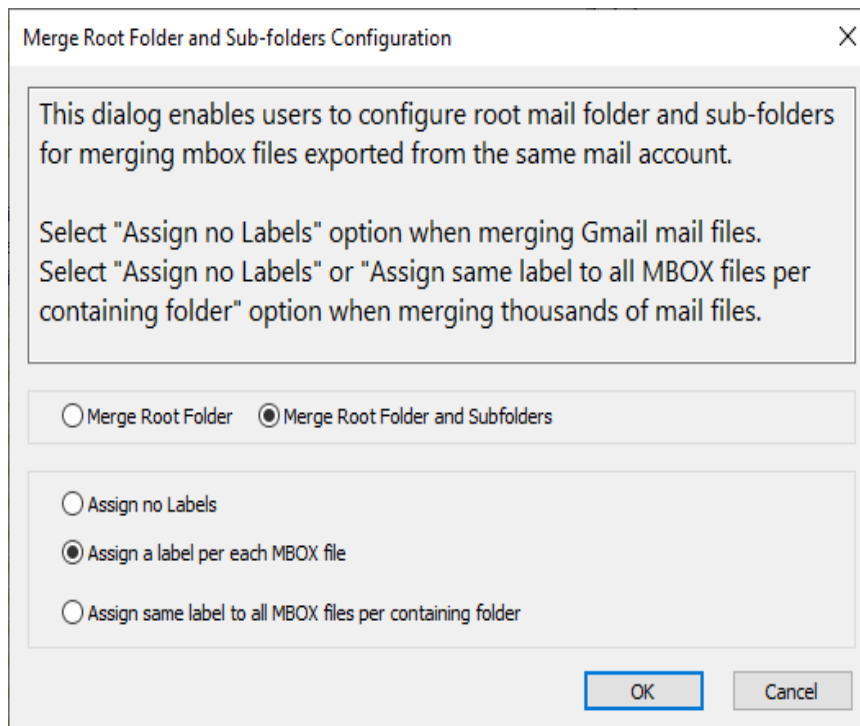 Merge Root Folder and Sub-folders Configuration
This dialog enables users to configure root mail folder and sub-folders
for merging mbox files exported from the same mail account.
Select "Assign no Labels" option when merging Gmail mail files.
Select "Assign no Labels" or "Assign same label to all MBOX files per
containing folder" option when merging thousands of mail files.
Merge Root Folder Merge Root Folder and Subfolders
Assign no Labels
Assign a label per each MBOX file
Assign same label to all MBOX files per containing folder
OK Cancel